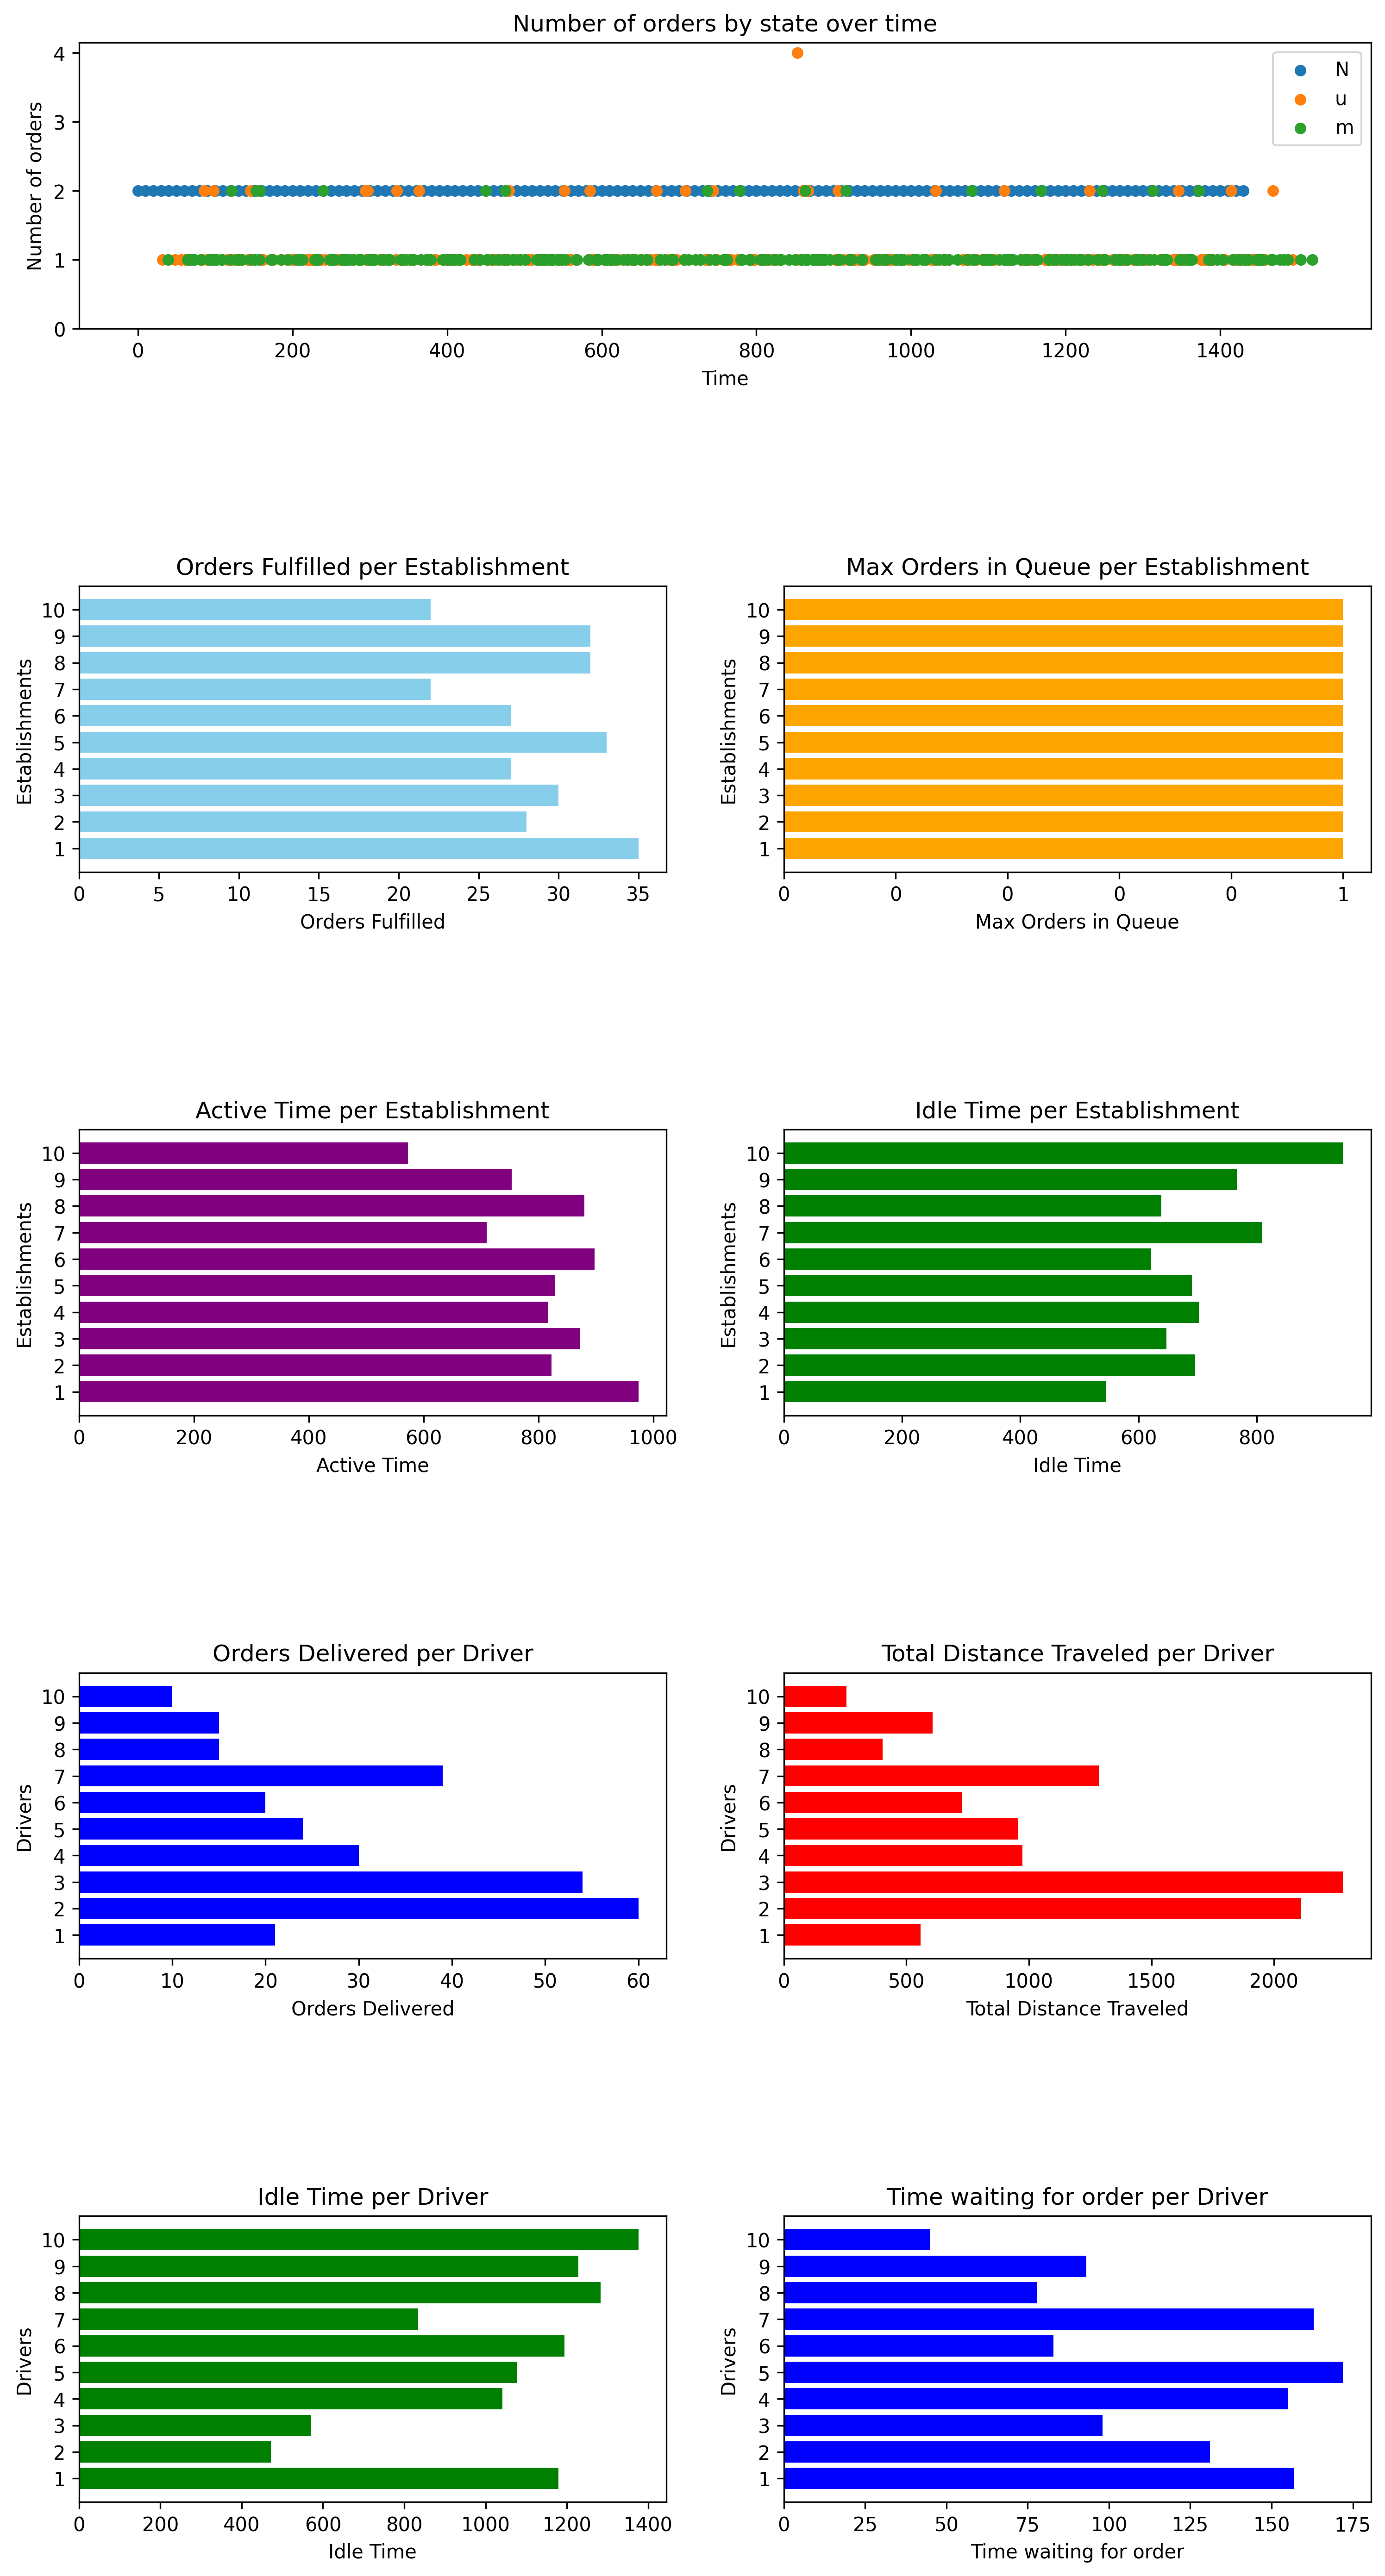 Number of orders by state over time
Number of orders
4
3
2
1
0
N
u
m
0 200 400 600 800 1000 1200 1400
Time
Orders Fulfilled per Establishment
Establishments
10
9
8
7
6
5
4
3
2
1
0 5 10 15 20 25 30 35
Orders Fulfilled
Max Orders in Queue per Establishment
Establishments
10
9
8
7
6
5
4
3
2
1
0 0 0 0 0 1
Max Orders in Queue
Active Time per Establishment
Establishments
10
9
8
7
6
5
4
3
2
1
0 200 400 600 800 1000
Active Time
Idle Time per Establishment
Establishments
10
9
8
7
6
5
4
3
2
1
0 200 400 600 800
Idle Time
Orders Delivered per Driver
Drivers
10
9
8
7
6
5
4
3
2
1
0 10 20 30 40 50 60
Orders Delivered
Total Distance Traveled per Driver
Drivers
10
9
8
7
6
5
4
3
2
1
0 500 1000 1500 2000
Total Distance Traveled
Idle Time per Driver
Drivers
10
9
8
7
6
5
4
3
2
1
0 200 400 600 800 1000 1200 1400
Idle Time
Time waiting for order per Driver
Drivers
10
9
8
7
6
5
4
3
2
1
0 25 50 75 100 125 150 175
Time waiting for order